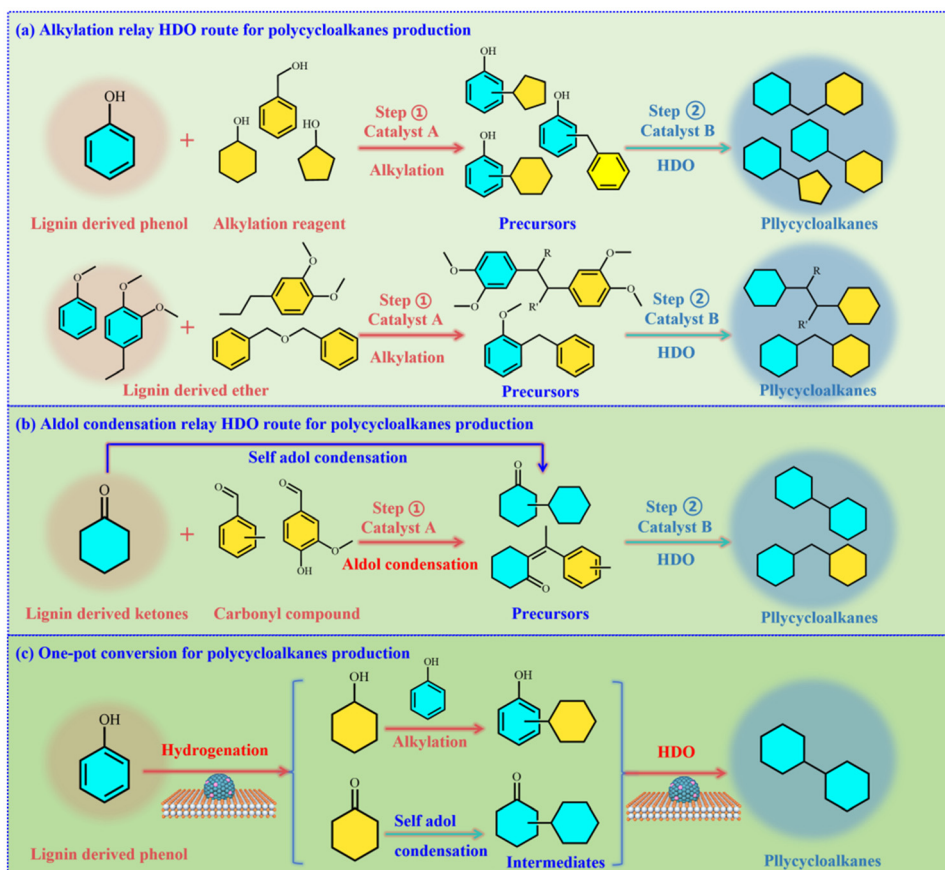 (a) Alkylation relay HDO route for polycycloalkanes production
OH
+
OH
OH
HO
Step ①
Catalyst A
Alkylation
OH
OH
OH
Step ②
Catalyst B
HDO
Lignin derived phenol
Alkylation reagent
Precursors
Pllycycloalkanes
O
O
O
+
O
O
O
Step ①
Catalyst A
Alkylation
O
O
R
R'
O
O
O
Step ②
Catalyst B
HDO
R
R'
Lignin derived ether
Precursors
Pllycycloalkanes
(b) Aldol condensation relay HDO route for polycycloalkanes production
Self adol condensation
O
+
O
O
O
OH
Step ①
Catalyst A
Aldol condensation
O
O
Step ②
Catalyst B
HDO
Lignin derived ketones
Carbonyl compound
Precursors
Pllycycloalkanes
(c) One-pot conversion for polycycloalkanes production
OH
Hydrogenation
OH
OH
Alkylation
OH
HDO
O
Self adol
condensation
O
Intermediates
Lignin derived phenol
Pllycycloalkanes